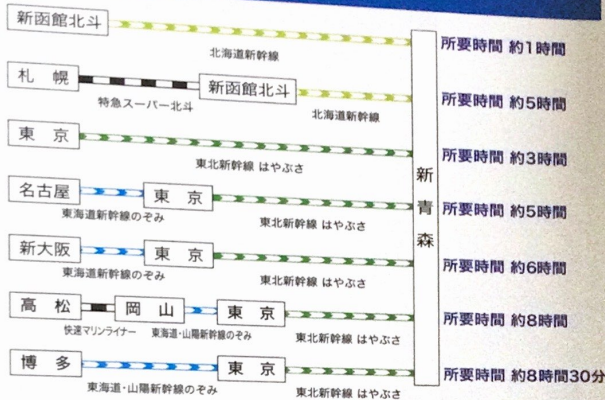 新函館北斗
北海道新幹線
所要時間 約1時間
札幌
特急スーパー北斗
新函館北斗
北海道新幹線
所要時間 約5時間
東京
東北新幹線 はやぶさ
所要時間 約3時間
名古屋
東海道新幹線のぞみ
東京
東北新幹線 はやぶさ
所要時間 約5時間
新大阪
東海道新幹線のぞみ
東京
東北新幹線 はやぶさ
所要時間 約6時間
高松
快速マリンライナー
岡山
東海道・山陽新幹線のぞみ
東京
東北新幹線 はやぶさ
所要時間 約8時間
博多
東海道・山陽新幹線のぞみ
東京
東北新幹線 はやぶさ
所要時間 約8時間30分
新青森